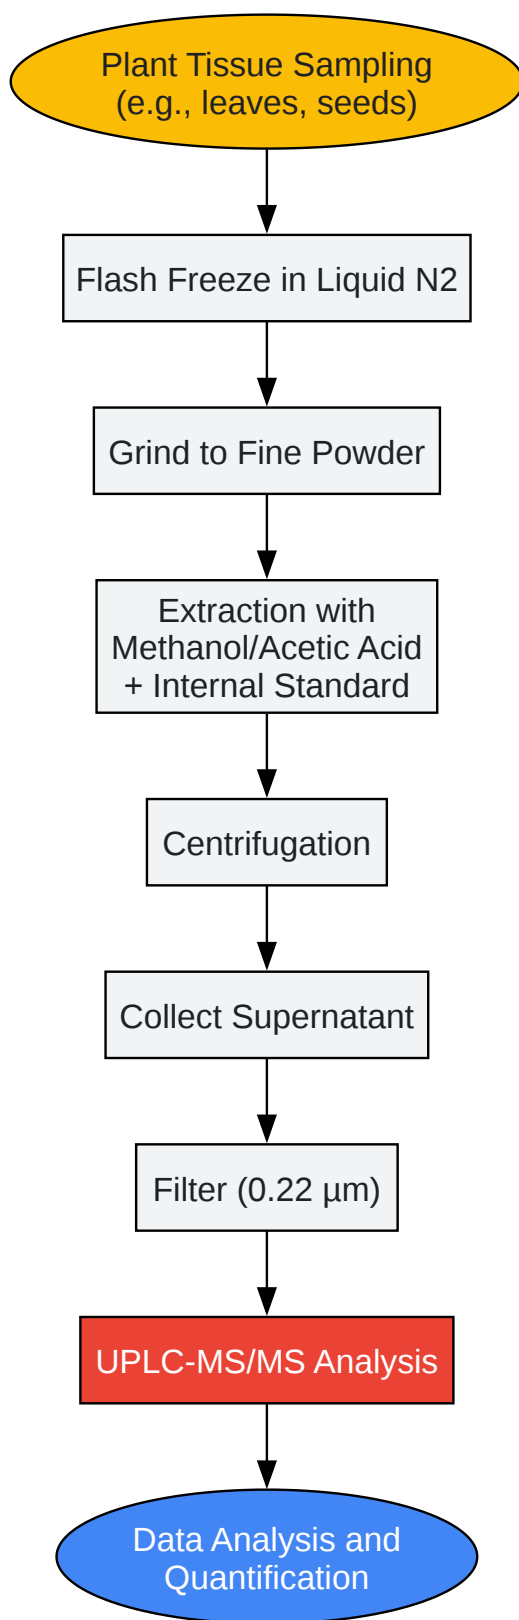 Plant Tissue Sampling
(e.g., leaves, seeds)
Flash Freeze in Liquid N2
Grind to Fine Powder
Extraction with
Methanol/Acetic Acid
+ Internal Standard
Centrifugation
Collect Supernatant
Filter (0.22 µm)
UPLC-MS/MS Analysis
Data Analysis and
Quantification